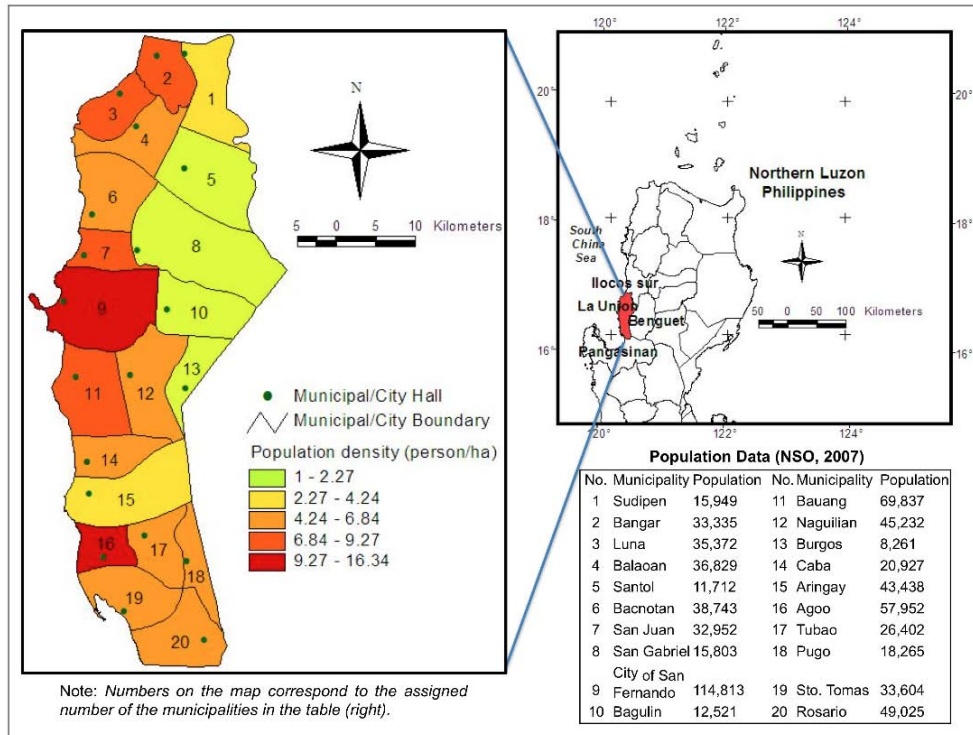 1
2
3
4
5
6
7
8
9
10
11
12
13
14
15
16
17
18
19
20
N
5 0 5 10 Kilometers
Municipal/City Hall
Municipal/City Boundary
Population density (person/ha)
1 - 2.27
2.27 - 4.24
4.24 - 6.84
6.84 - 9.27
9.27 - 16.34
Note: Numbers on the map correspond to the assigned
number of the municipalities in the table (right).
120° 122° 124°
20° 20°
18° 18°
16° 16°
120° 122° 124°
Northern Luzon
Philippines
South
China
Sea
N
Ilocos sur
La Union
Benguet
Pangasinan
50 0 50 100 Kilometers
Population Data (NSO, 2007)
No. Municipality Population No. Municipality Population
1 Sudipen 15,949 11 Bauang 69,837
2 Bangar 33,335 12 Naguilian 45,232
3 Luna 35,372 13 Burgos 8,261
4 Balaoan 36,829 14 Caba 20,927
5 Santol 11,712 15 Aringay 43,438
6 Bacnotan 38,743 16 Agoo 57,952
7 San Juan 32,952 17 Tubao 26,402
8 San Gabriel 15,803 18 Pugo 18,265
City of San
9 Fernando 114,813 19 Sto. Tomas 33,604
10 Bagulin 12,521 20 Rosario 49,025